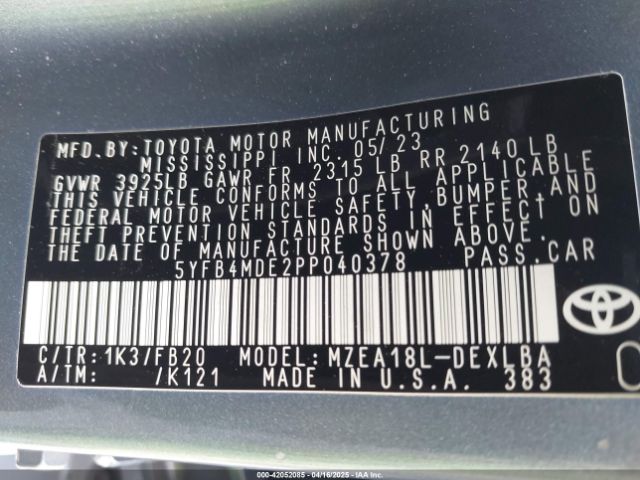 MFD.BY:TOYOTA MOTOR MANUFACTURING
MISSISSIPPI INC. 05/23
GVWR 3925LB GAWR FR 2315 LB RR 2140 LB
THIS VEHICLE CONFORMS TO ALL APPLICABLE
FEDERAL MOTOR VEHICLE SAFETY,BUMPER,AND
THEFT PREVENTION STANDARDS IN EFFECT ON
THE DATE OF MANUFACTURE SHOWN ABOVE.
5YFB4MDE2PP040378 PASS.CAR
C/TR:1K3/FB20 MODEL:MZEA18L-DEXLBA
A/TM: /K121 MADE IN U.S.A. 383
000-42052085 - 04/16/2025 - IAAI.COM